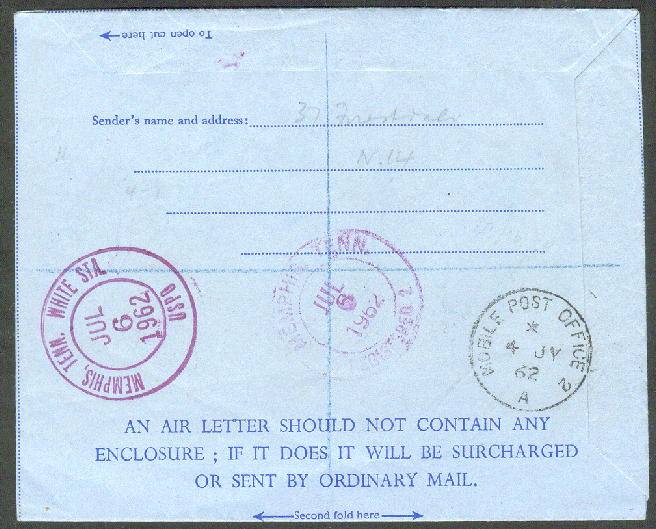 To open cut here
Sender's name and address:
37
N.14
MEMPHIS, TENN. WHITE STA.
USPO
JUL
6
1962
MEMPHIS TENN.
JUL
6
1962
MOBILE POST OFFICE 2
*
4 JY
62
A
AN AIR LETTER SHOULD NOT CONTAIN ANY
ENCLOSURE ; IF IT DOES IT WILL BE SURCHARGED
OR SENT BY ORDINARY MAIL.
Second fold here